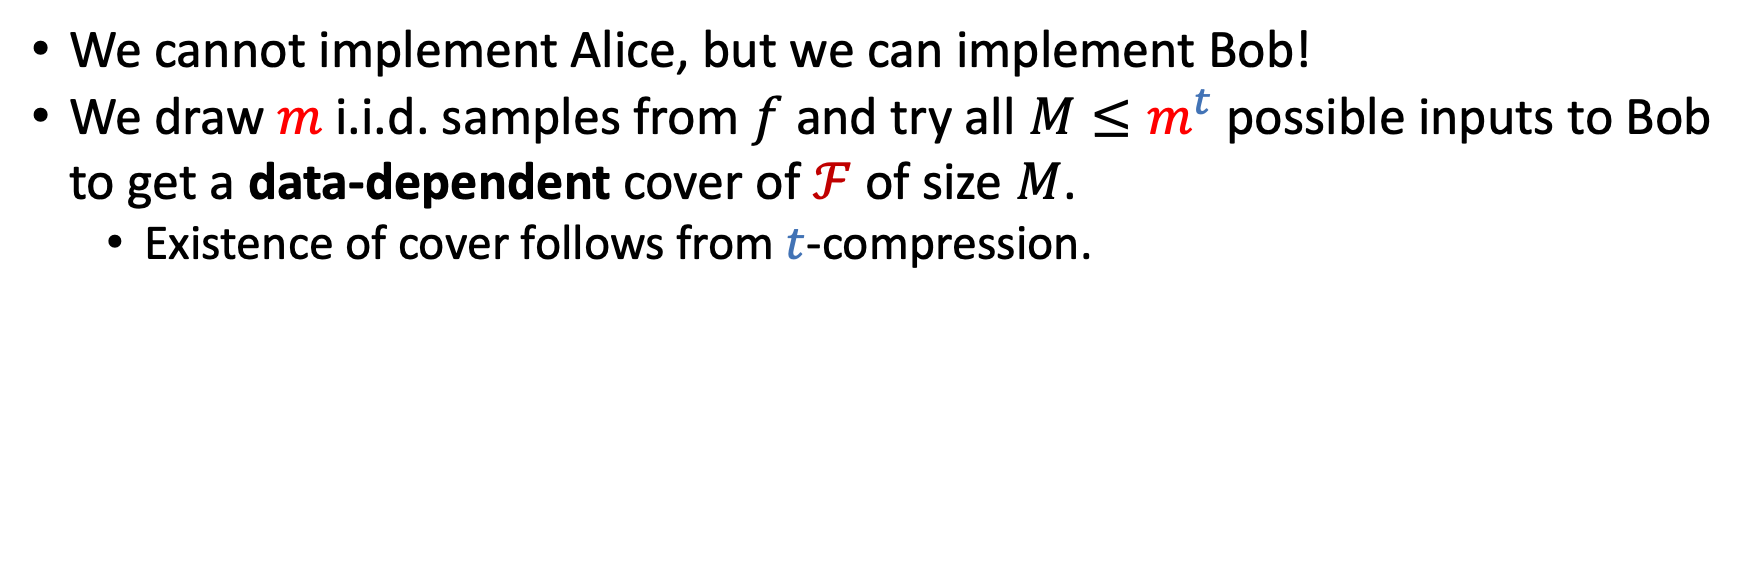 • We cannot implement Alice, but we can implement Bob!
• We draw m i.i.d. samples from f and try all M ≤ m^t possible inputs to Bob
to get a data-dependent cover of ℱ of size M.
• Existence of cover follows from t-compression.